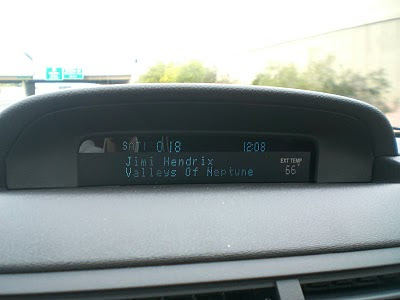 SAT1 018 12:08
Jimi Hendrix EXT TEMP
Valleys Of Neptune 66°